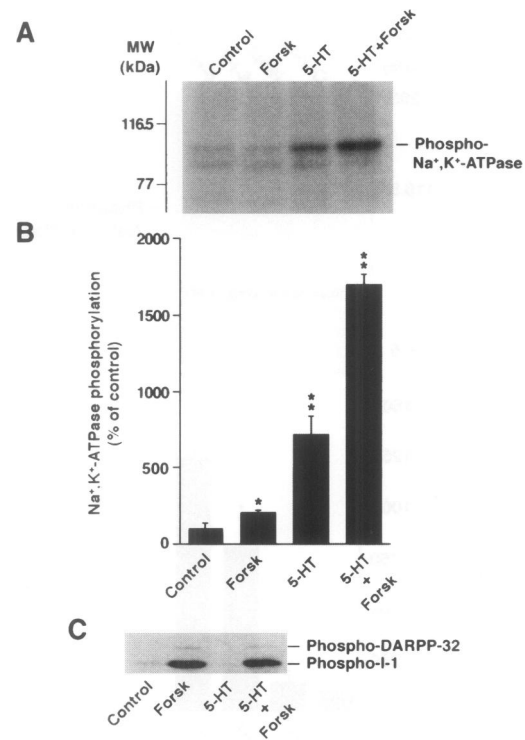 A
MW
(kDa)
Control
Forsk
5-HT
5-HT+Forsk
116.5
77
Phospho-
Na⁺,K⁺-ATPase
B
Na⁺,K⁺-ATPase phosphorylation
(% of control)
2000
1500
1000
500
0
*
**
**
Control
Forsk
5-HT
5-HT
+
Forsk
C
Phospho-DARPP-32
Phospho-I-1
Control
Forsk
5-HT
5-HT
+
Forsk